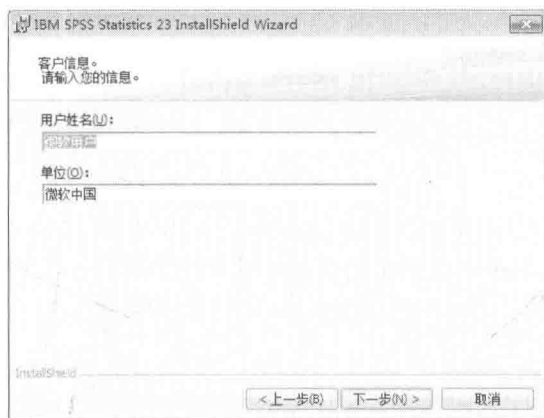 IBM SPSS Statistics 23 InstallShield Wizard
客户信息。
请输入您的信息。
用户姓名(U):
单位(O):
微软中国
InstallShield
<上一步(B)
下一步(N) >
取消